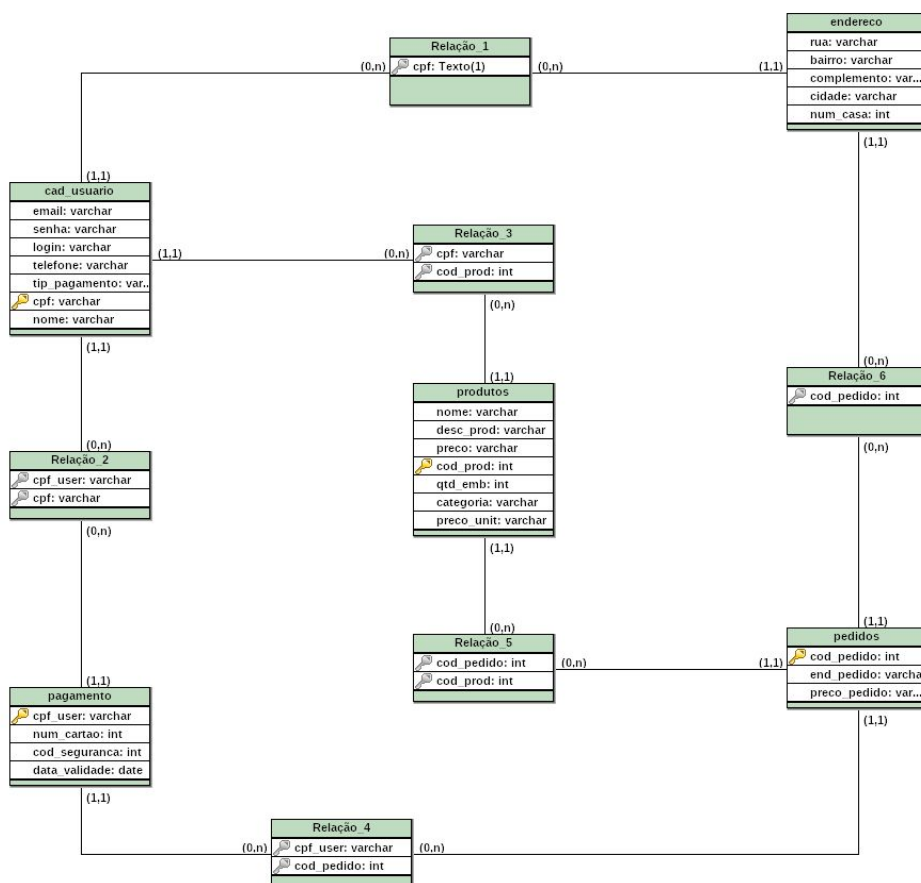 endereco
rua: varchar
bairro: varchar
complemento: var...
cidade: varchar
num_casa: int
(1,1)
(1,1)
Relação_1
cpf: Texto(1)
(0,n)
(0,n)
(1,1)
cad_usuario
email: varchar
senha: varchar
login: varchar
telefone: varchar
tip_pagamento: var...
cpf: varchar
nome: varchar
(1,1)
(1,1)
Relação_3
cpf: varchar
cod_prod: int
(0,n)
(0,n)
(1,1)
produtos
nome: varchar
desc_prod: varchar
preco: varchar
cod_prod: int
qtd_emb: int
categoria: varchar
preco_unit: varchar
(1,1)
(0,n)
Relação_6
cod_pedido: int
(0,n)
(0,n)
Relação_2
cpf_user: varchar
cpf: varchar
(0,n)
(0,n)
Relação_5
cod_pedido: int
cod_prod: int
(0,n)
(1,1)
(1,1)
pedidos
cod_pedido: int
end_pedido: varcha
preco_pedido: var...
(1,1)
(1,1)
pagamento
cpf_user: varchar
num_cartao: int
cod_seguranca: int
data_validade: date
(1,1)
Relação_4
cpf_user: varchar
cod_pedido: int
(0,n)
(0,n)